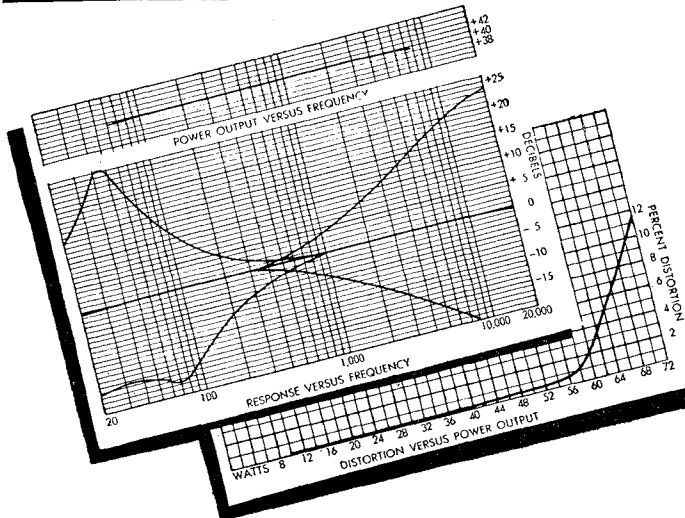 +42
+40
+38
POWER OUTPUT VERSUS FREQUENCY
+25
+20
+15
+10
+ 5
0
- 5
-10
-15
DECIBELS
20 100 1,000 10,000 20,000
RESPONSE VERSUS FREQUENCY
12
10
8
6
4
2
PERCENT DISTORTION
WATTS 8 12 16 20 24 28 32 36 40 44 48 52 56 60 64 68 72
DISTORTION VERSUS POWER OUTPUT